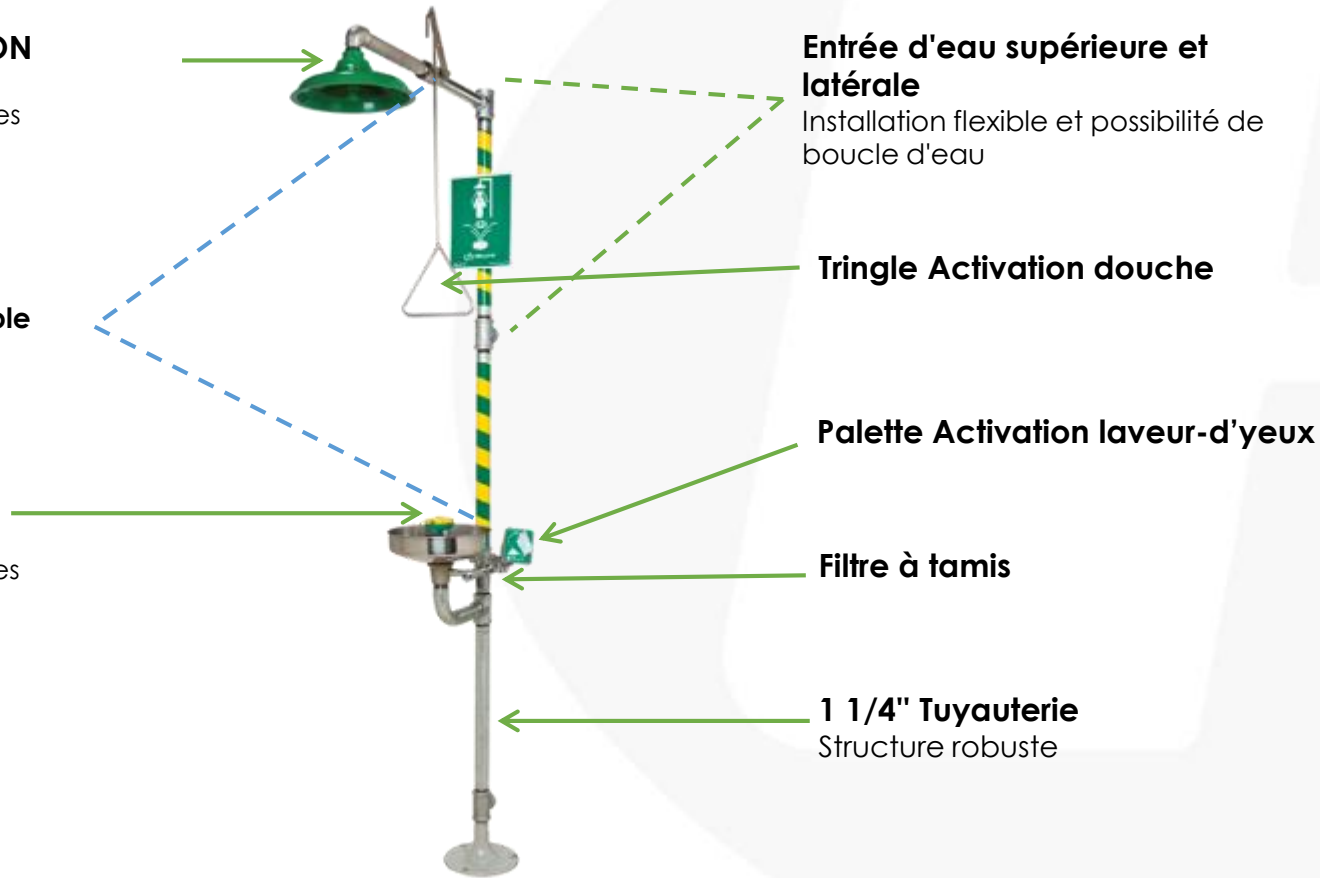 ON
es
ple
es
Entrée d'eau supérieure et
latérale
Installation flexible et possibilité de
boucle d'eau
Tringle Activation douche
Palette Activation laveur-d’yeux
Filtre à tamis
1 1/4" Tuyauterie
Structure robuste